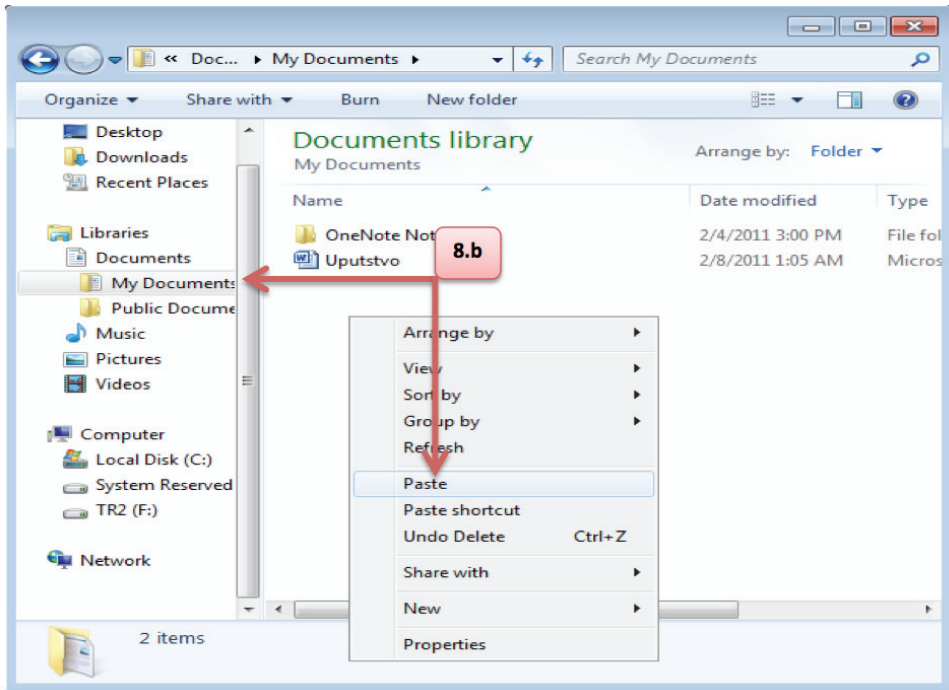 « Doc... My Documents
Search My Documents
Organize Share with Burn New folder
Desktop
Downloads
Recent Places
Libraries
Documents
My Documents
Public Docume
Music
Pictures
Videos
Computer
Local Disk (C:)
System Reserved
TR2 (F:)
Network
Documents library
My Documents
Arrange by: Folder
Name Date modified Type
OneNote Not 2/4/2011 3:00 PM File fol
Uputstvo 2/8/2011 1:05 AM Micros
8.b
Arrange by
View
Sort by
Group by
Refresh
Paste
Paste shortcut
Undo Delete Ctrl+Z
Share with
New
Properties
2 items